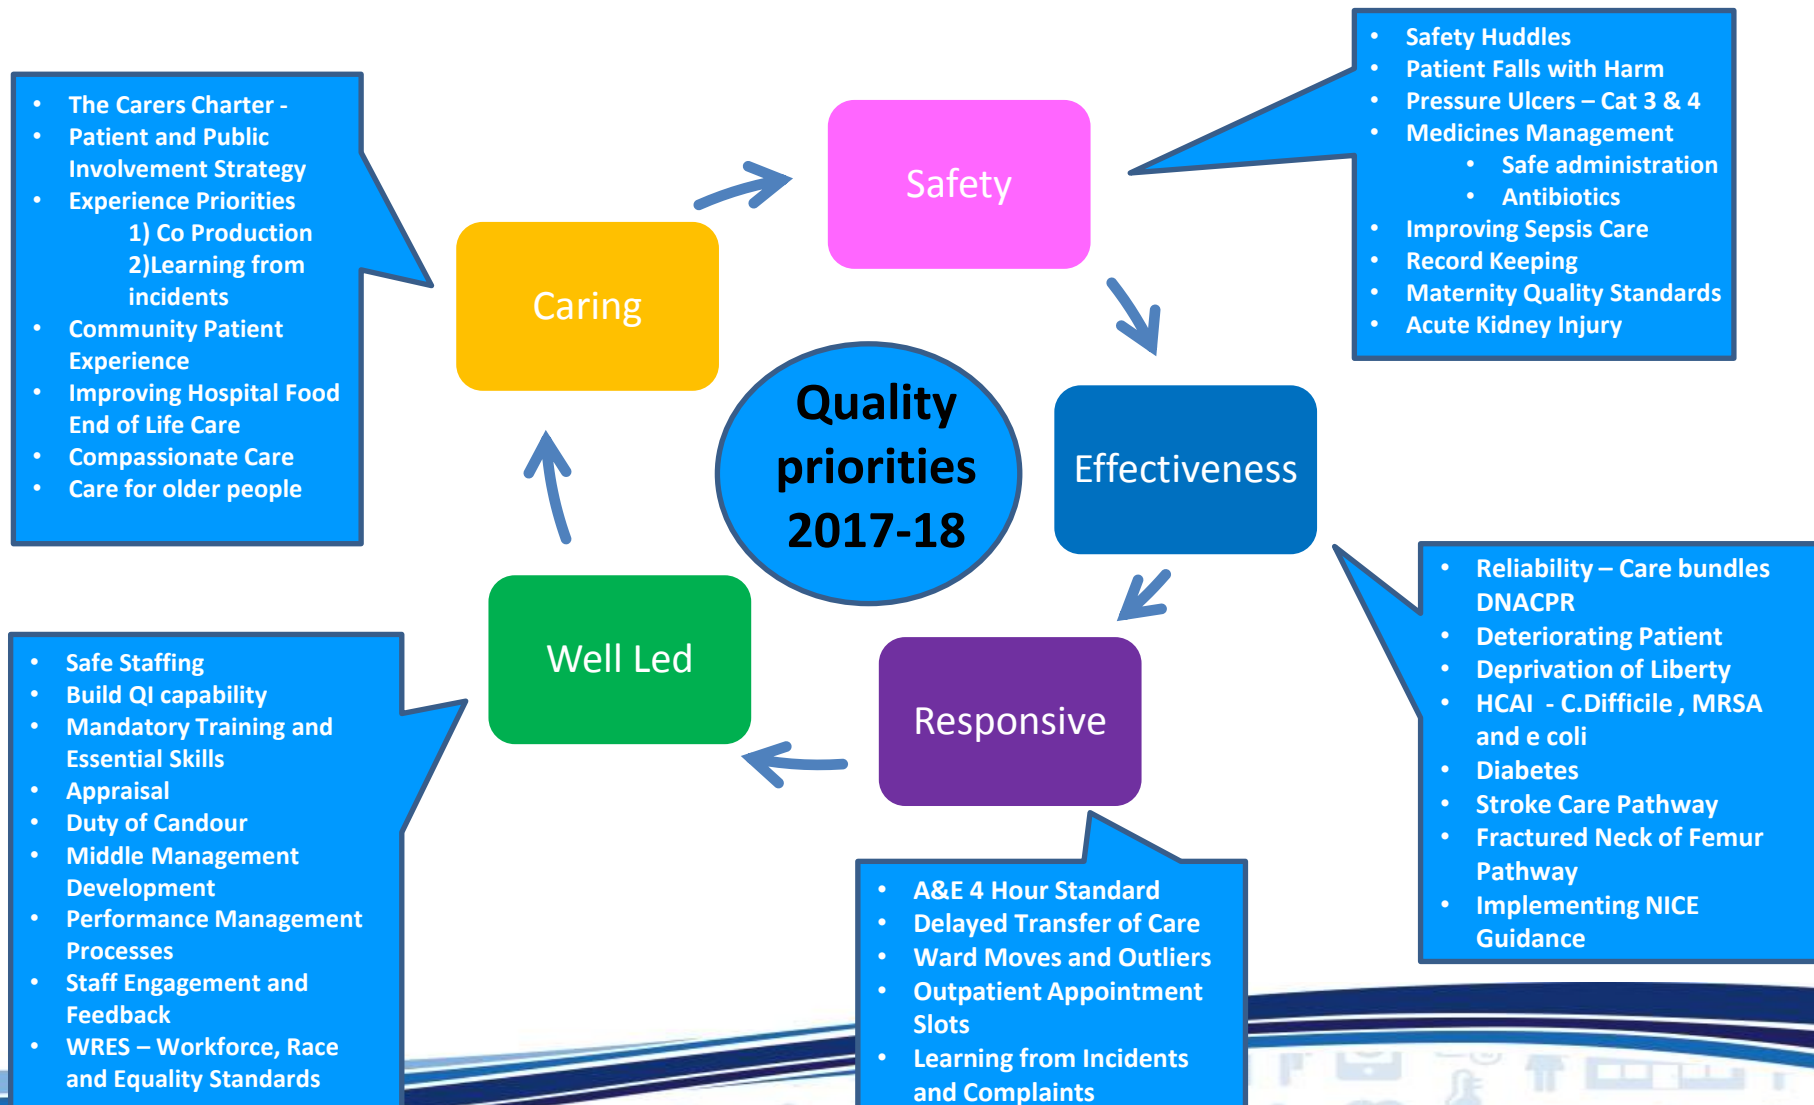 • The Carers Charter -
• Patient and Public
Involvement Strategy
• Experience Priorities
1) Co Production
2)Learning from
incidents
• Community Patient
Experience
• Improving Hospital Food
End of Life Care
• Compassionate Care
• Care for older people
Safety
• Safety Huddles
• Patient Falls with Harm
• Pressure Ulcers – Cat 3 & 4
• Medicines Management
• Safe administration
• Antibiotics
• Improving Sepsis Care
• Record Keeping
• Maternity Quality Standards
• Acute Kidney Injury
Caring
Quality
priorities
2017-18
Effectiveness
• Reliability – Care bundles
DNACPR
• Deteriorating Patient
• Deprivation of Liberty
• HCAI - C.Difficile , MRSA
and e coli
• Diabetes
• Stroke Care Pathway
• Fractured Neck of Femur
Pathway
• Implementing NICE
Guidance
Well Led
• Safe Staffing
• Build QI capability
• Mandatory Training and
Essential Skills
• Appraisal
• Duty of Candour
• Middle Management
Development
• Performance Management
Processes
• Staff Engagement and
Feedback
• WRES – Workforce, Race
and Equality Standards
Responsive
• A&E 4 Hour Standard
• Delayed Transfer of Care
• Ward Moves and Outliers
• Outpatient Appointment
Slots
• Learning from Incidents
and Complaints